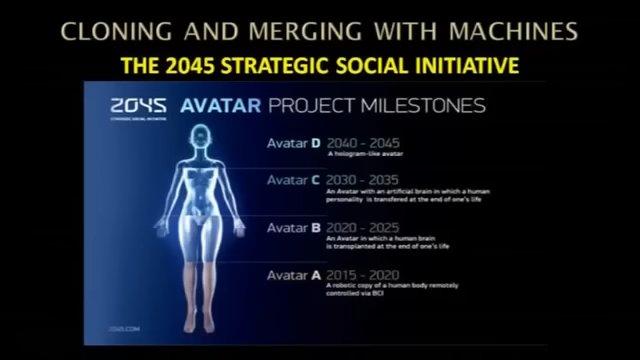 CLONING AND MERGING WITH MACHINES
THE 2045 STRATEGIC SOCIAL INITIATIVE
2045 AVATAR PROJECT MILESTONES
STRATEGIC SOCIAL INITIATIVE
Avatar D 2040 - 2045
A hologram-like avatar
Avatar C 2030 - 2035
An Avatar with an artificial brain in which a human
personality is transfered at the end of one's life
Avatar B 2020 - 2025
An Avatar in which a human brain
is transplanted at the end of one's life
Avatar A 2015 - 2020
A robotic copy of a human body remotely
controlled via BCI
2045.COM